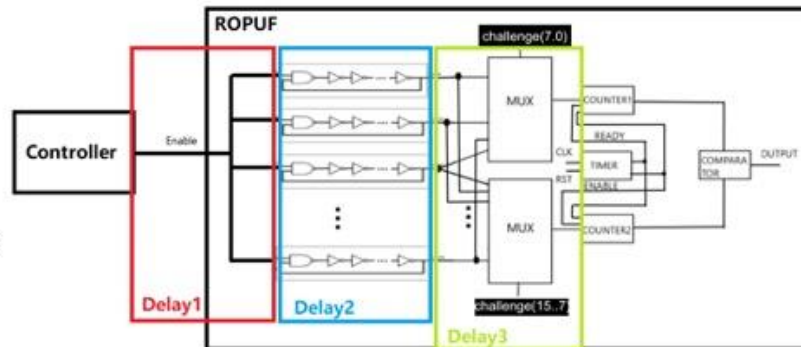 ROPUF
challenge(7.0)
MUX
COUNTER1
READY
Controller
Enable
CLK
TIMER
COMPARA
TOR
OUTPUT
RST
ENABLE
MUX
COUNTER2
Delay1
Delay2
challenge(15..7)
Delay3